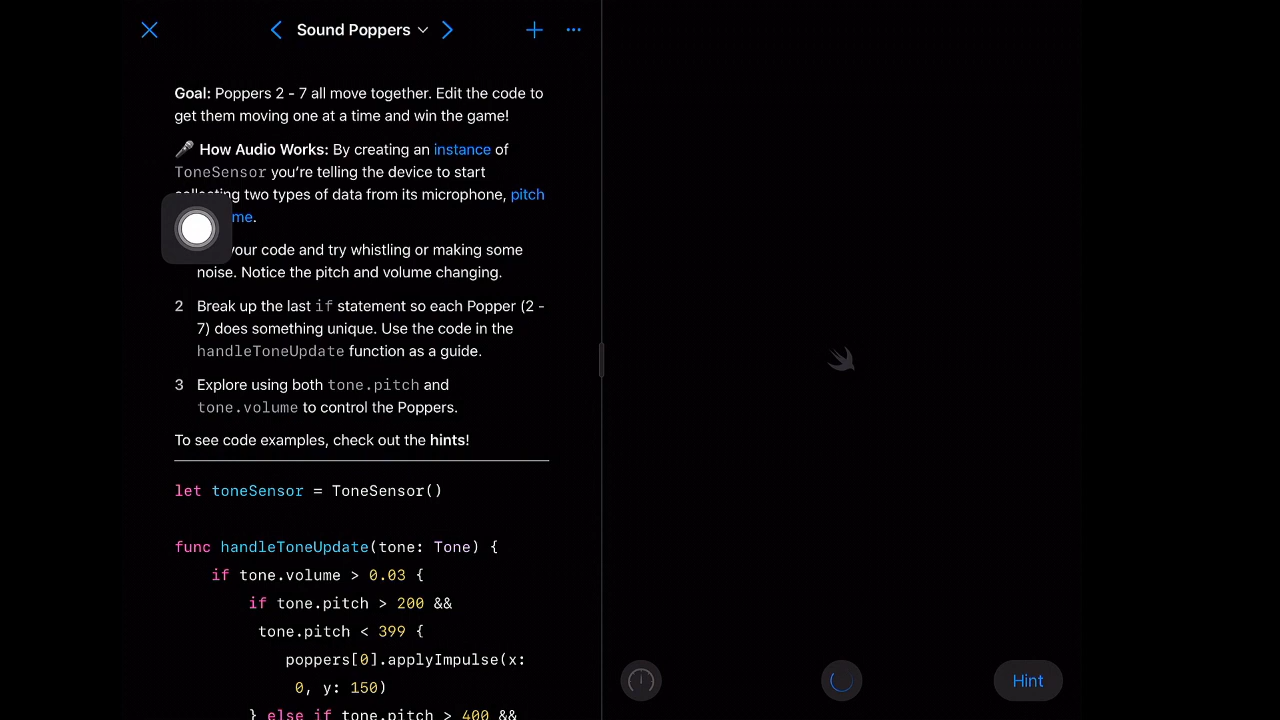 Sound Poppers
Goal: Poppers 2 - 7 all move together. Edit the code to
get them moving one at a time and win the game!
How Audio Works: By creating an instance of
ToneSensor you’re telling the device to start
collecting two types of data from its microphone, pitch
me.
your code and try whistling or making some
noise. Notice the pitch and volume changing.
2 Break up the last if statement so each Popper (2 -
7) does something unique. Use the code in the
handleToneUpdate function as a guide.
3 Explore using both tone.pitch and
tone.volume to control the Poppers.
To see code examples, check out the hints!
let toneSensor = ToneSensor()
func handleToneUpdate(tone: Tone) {
if tone.volume > 0.03 {
if tone.pitch > 200 &&
tone.pitch < 399 {
poppers[0].applyImpulse(x:
0, y: 150)
} else if tone.pitch > 400 &&
Hint